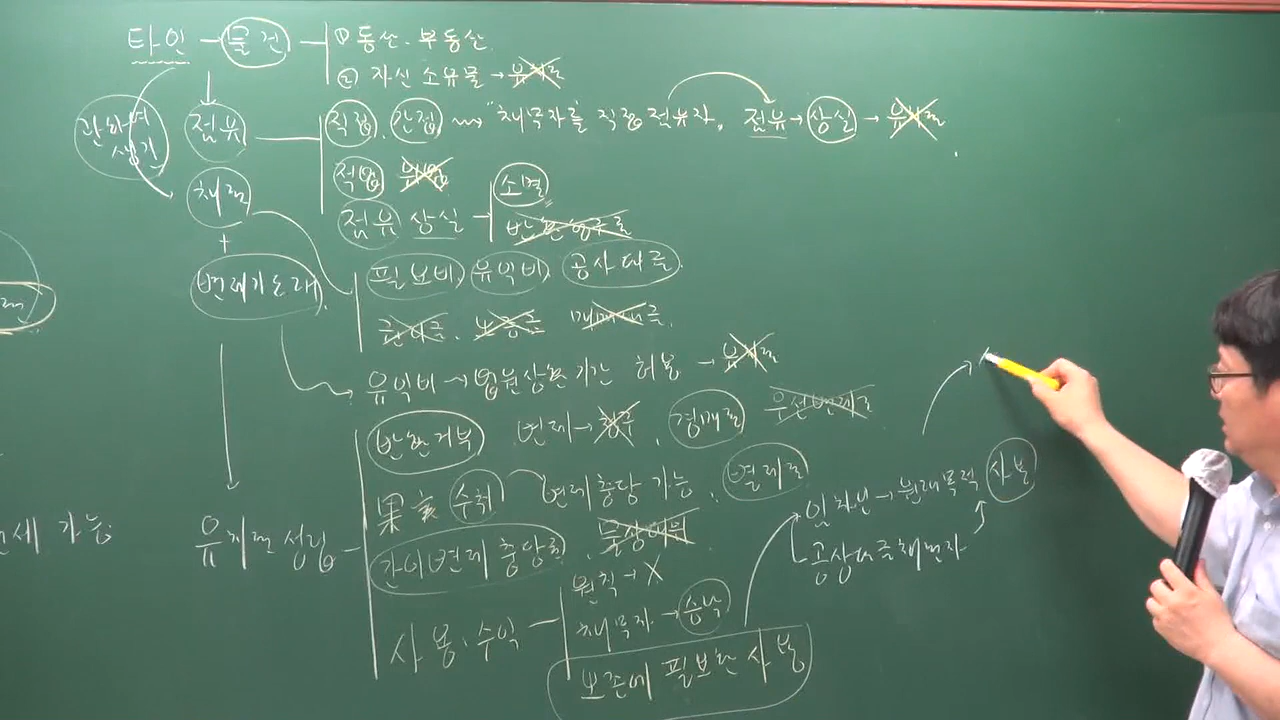 타인 → 물건 ① 동산·부동산
② 자신 소유물 → 유치권
관하여 생긴
점유 직접, 간접 ⇝ "채무자를 직접점유자, 점유 → 상실 → 유치권
적법 불법
점유 상실 소멸
반환청구권
채권
+
변제기도래
필요비, 유익비, 공사대금
권리금, 보증금, 매매대금
유익비 → 법원상환기간 허용 → 유치권
반환거부 변제 → 청구, 경매권 우선변제권
果実 수취 변제충당 가능, 별제권
유치권 성립 간이변제 충당권, 물상대위
사용·수익 원칙 → X
채무자 → 승낙
보존에 필요한 사용
임차인 → 원래목적 사용
공사대금채권자
변제 가능